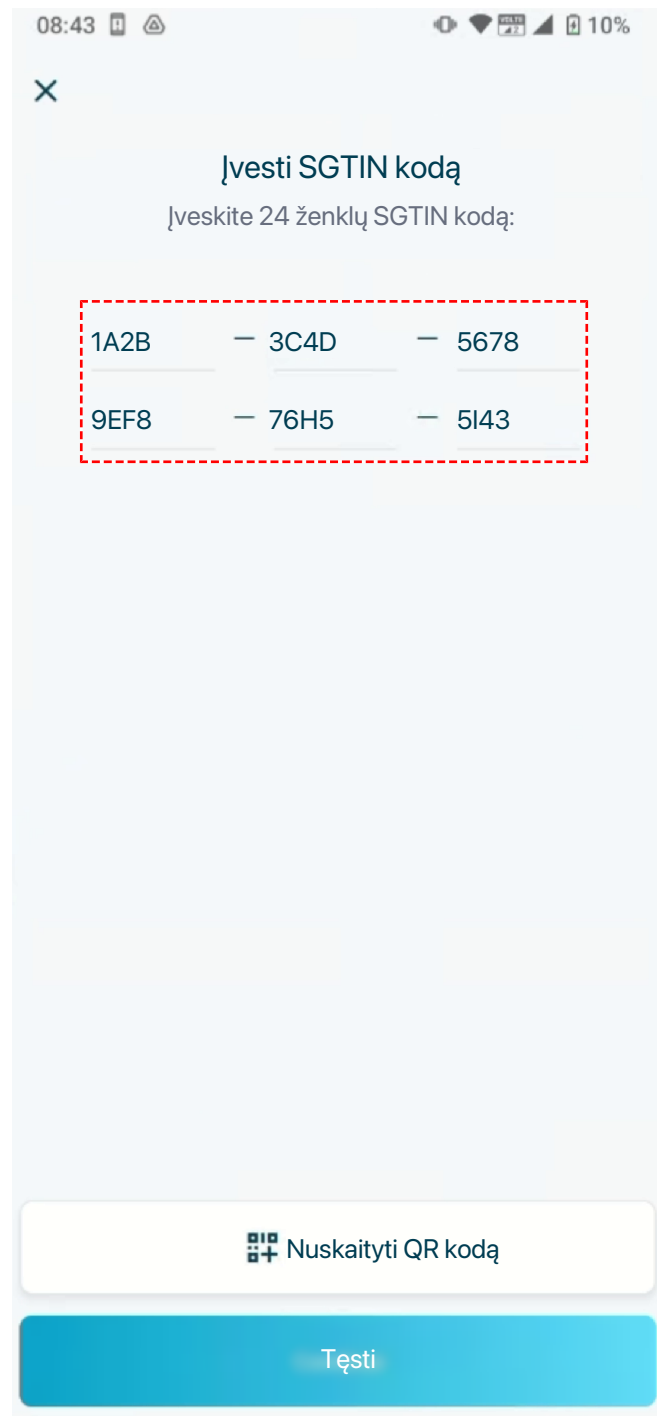 08:43 10%
Įvesti SGTIN kodą
Įveskite 24 ženklų SGTIN kodą:
1A2B – 3C4D – 5678
9EF8 – 76H5 – 5I43
Nuskaityti QR kodą
Tęsti